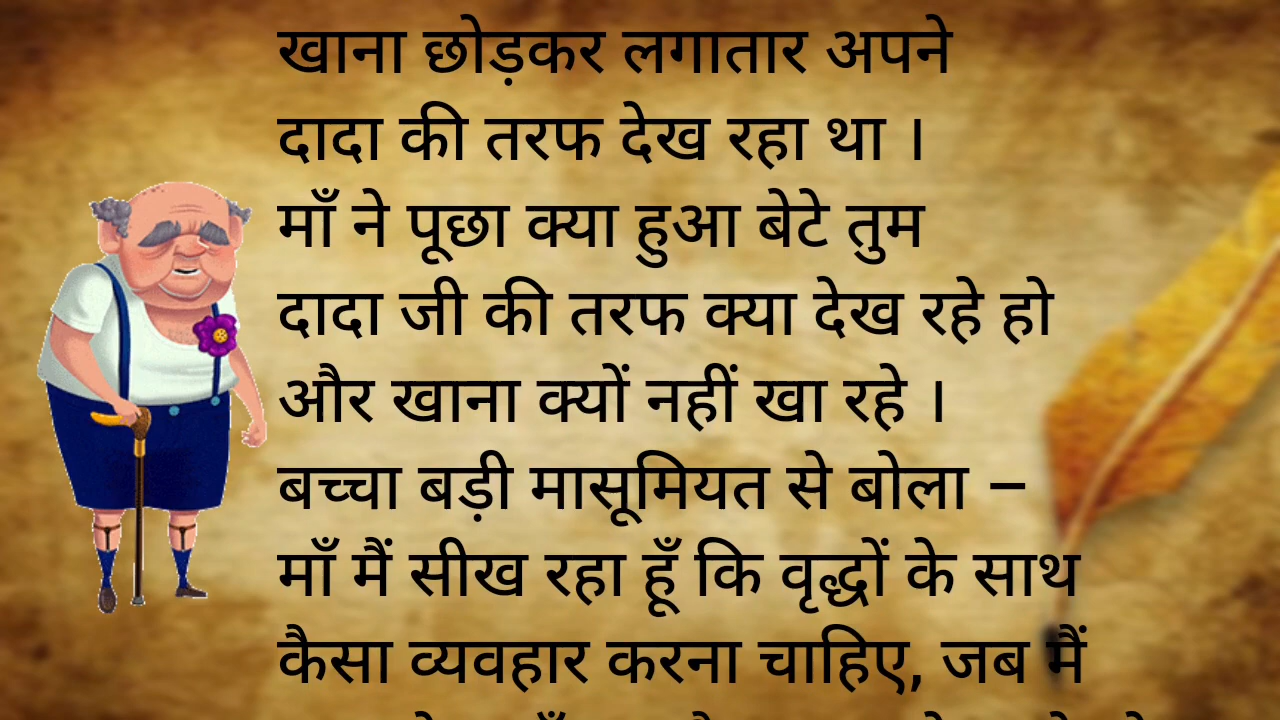 खाना छोड़कर लगातार अपने
दादा की तरफ देख रहा था ।
माँ ने पूछा क्या हुआ बेटे तुम
दादा जी की तरफ क्या देख रहे हो
और खाना क्यों नहीं खा रहे ।
बच्चा बड़ी मासूमियत से बोला –
माँ मैं सीख रहा हूँ कि वृद्धों के साथ
कैसा व्यवहार करना चाहिए, जब मैं